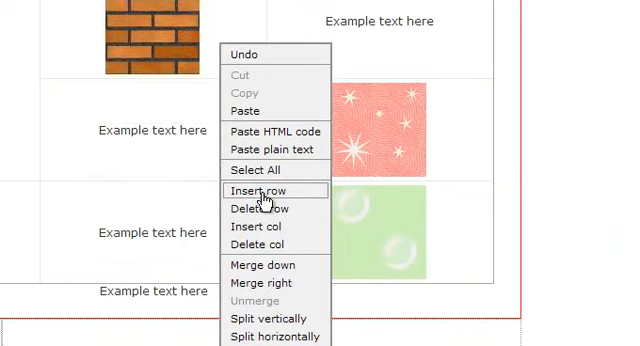 Example text here
Undo
Cut
Copy
Paste
Example text here
Paste HTML code
Paste plain text
Select All
Insert row
Delete row
Insert col
Example text here
Delete col
Merge down
Merge right
Example text here
Unmerge
Split vertically
Split horizontally